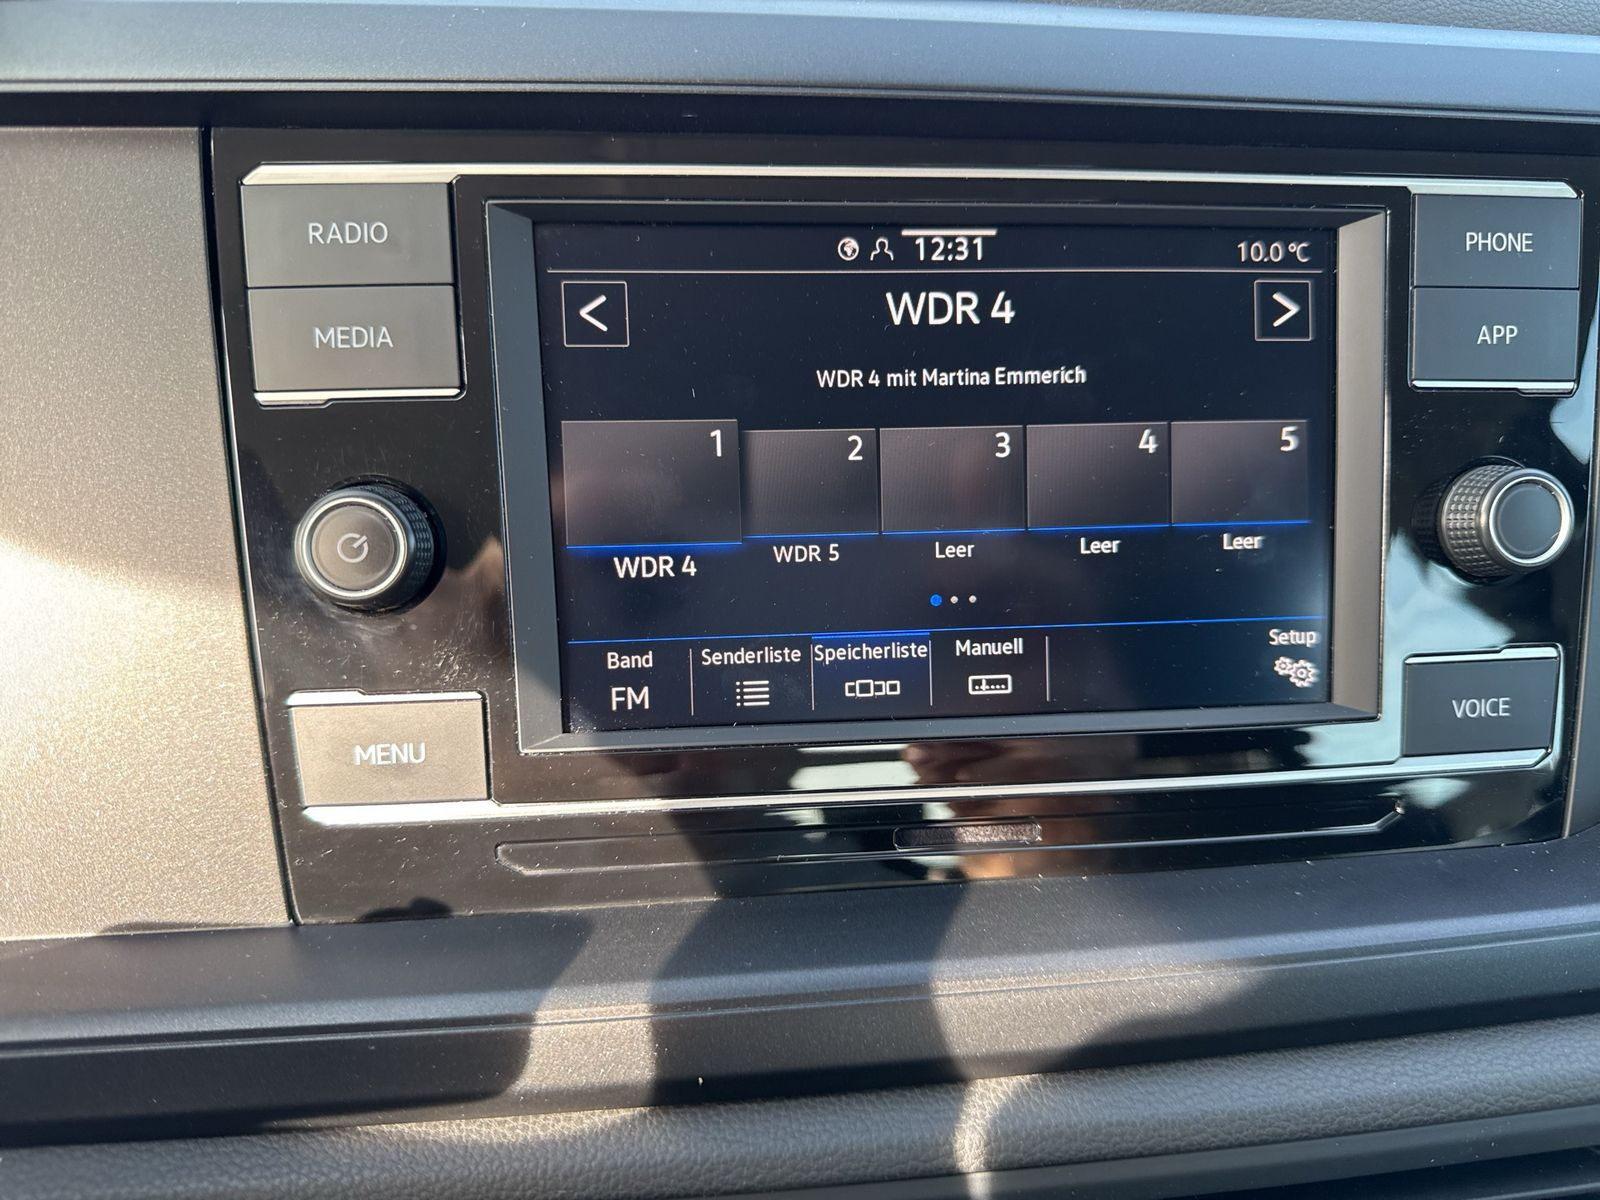 RADIO
MEDIA
MENU
12:31
10.0 °C
<
WDR 4
>
WDR 4 mit Martina Emmerich
1
2
3
4
5
WDR 4
WDR 5
Leer
Leer
Leer
Band
FM
Senderliste
Speicherliste
Manuell
Setup
PHONE
APP
VOICE